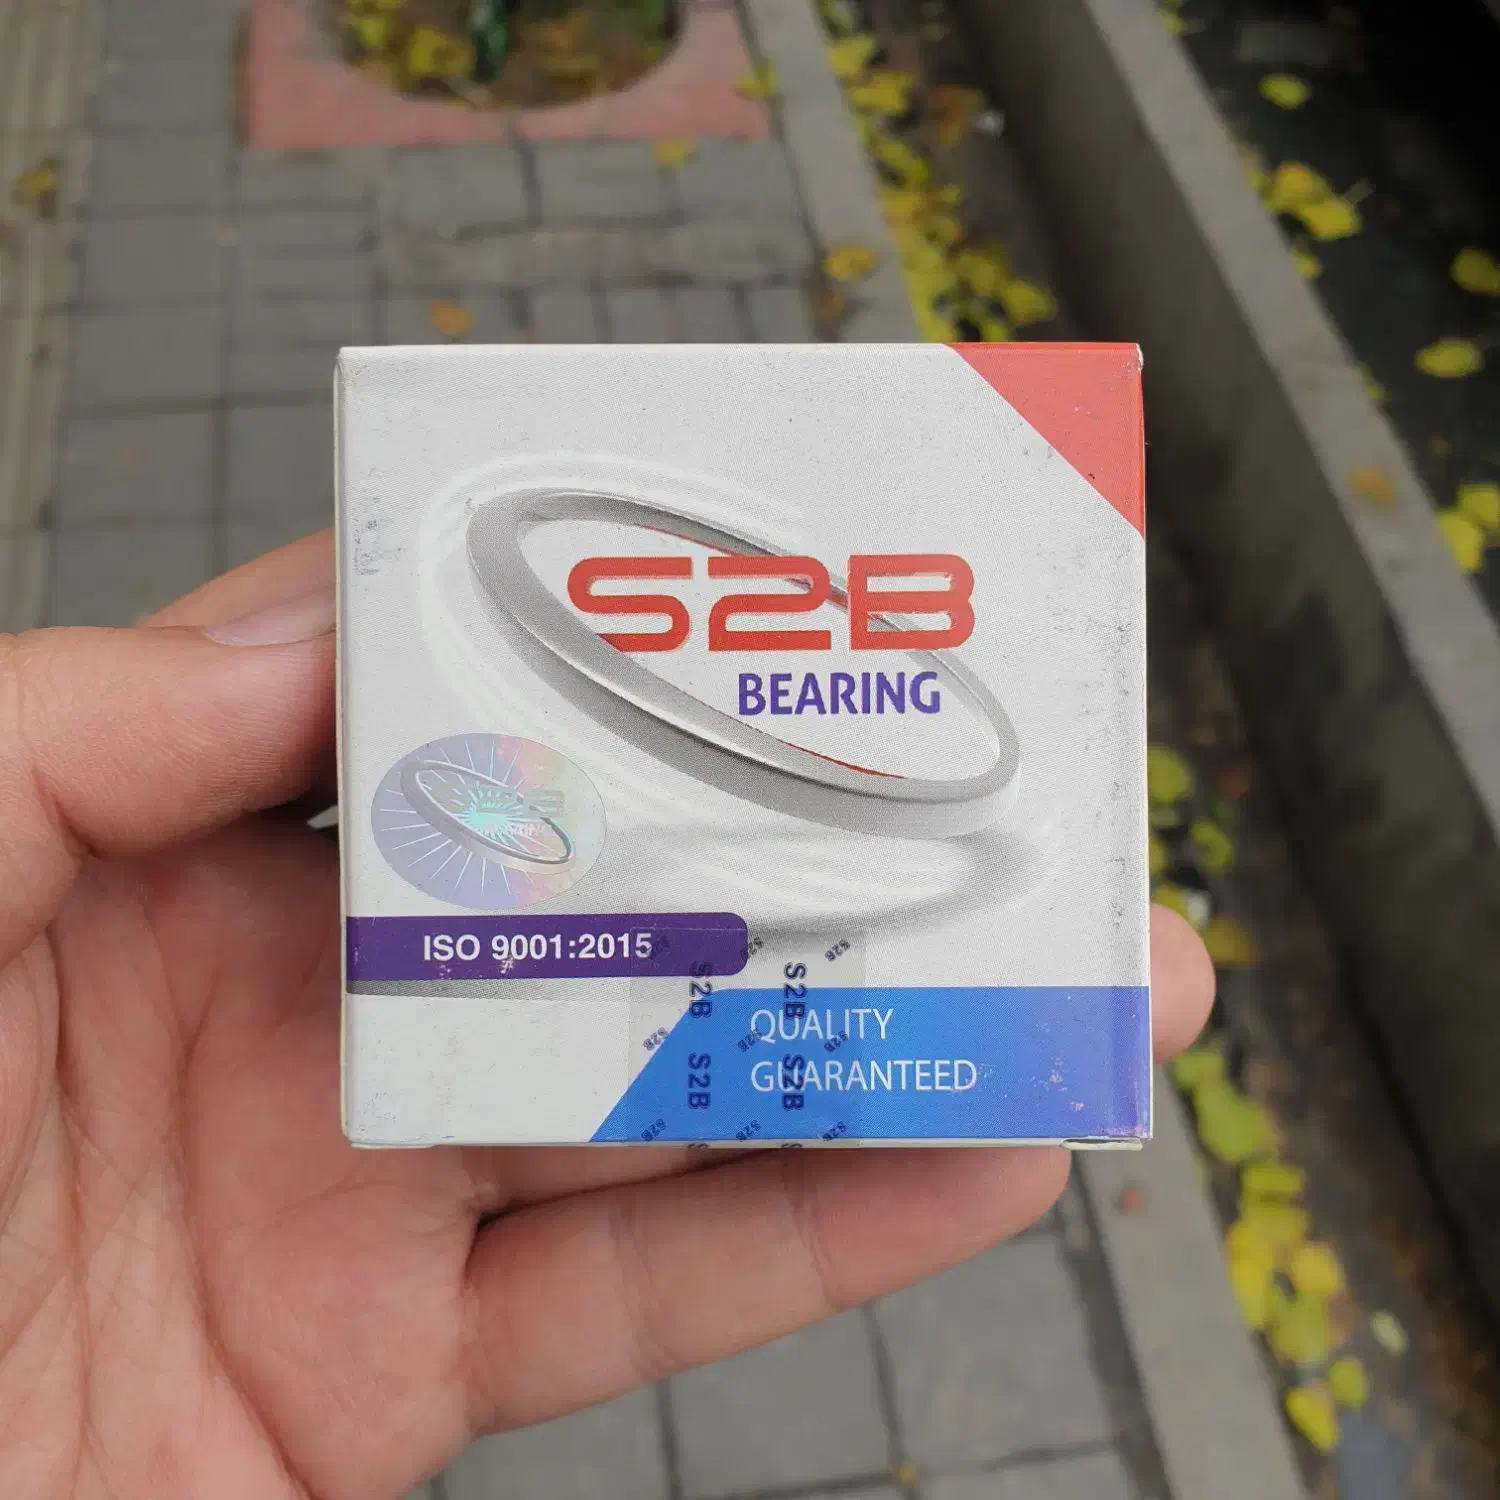 S2B
BEARING
ISO 9001:2015
QUALITY
GUARANTEED
S2B S2B
S2B S2B